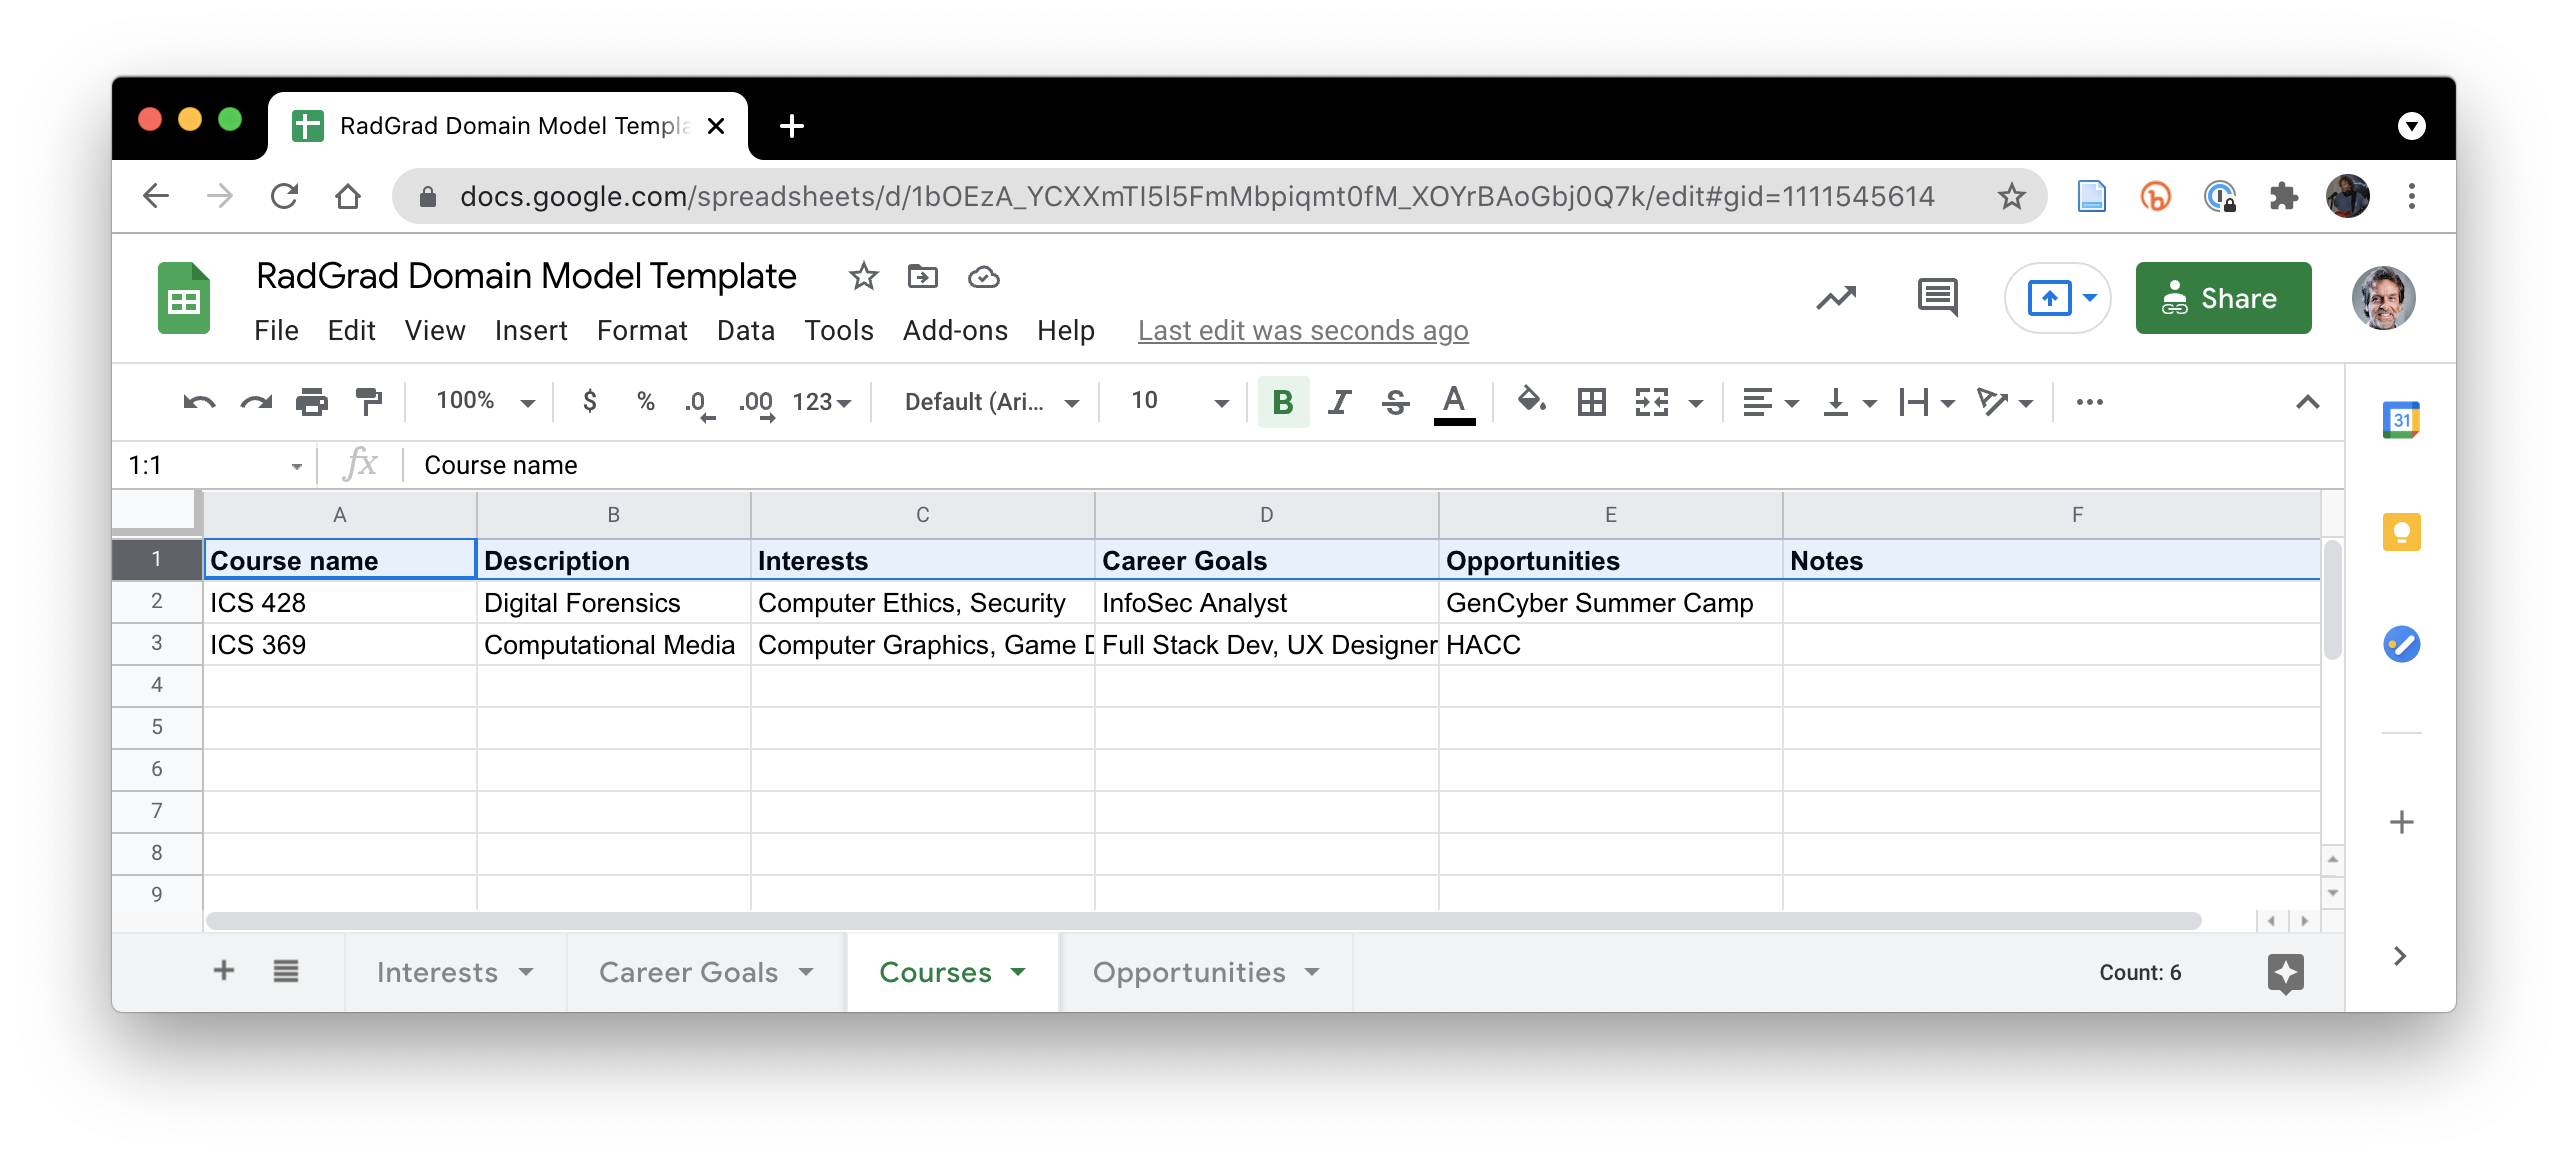 RadGrad Domain Model Templa
docs.google.com/spreadsheets/d/1bOEzA_YCXXmTI5l5FmMbpiqmt0fM_XOYrBAoGbj0Q7k/edit#gid=1111545614
RadGrad Domain Model Template
File Edit View Insert Format Data Tools Add-ons Help Last edit was seconds ago
Share
100% $ % .0 .00 123 Default (Ari... 10 B I S A
31
1:1 fx Course name
A B C D E F
1 Course name Description Interests Career Goals Opportunities Notes
2 ICS 428 Digital Forensics Computer Ethics, Security InfoSec Analyst GenCyber Summer Camp
3 ICS 369 Computational Media Computer Graphics, Game Full Stack Dev, UX Designer HACC
4
5
6
7
8
9
Interests Career Goals Courses Opportunities Count: 6